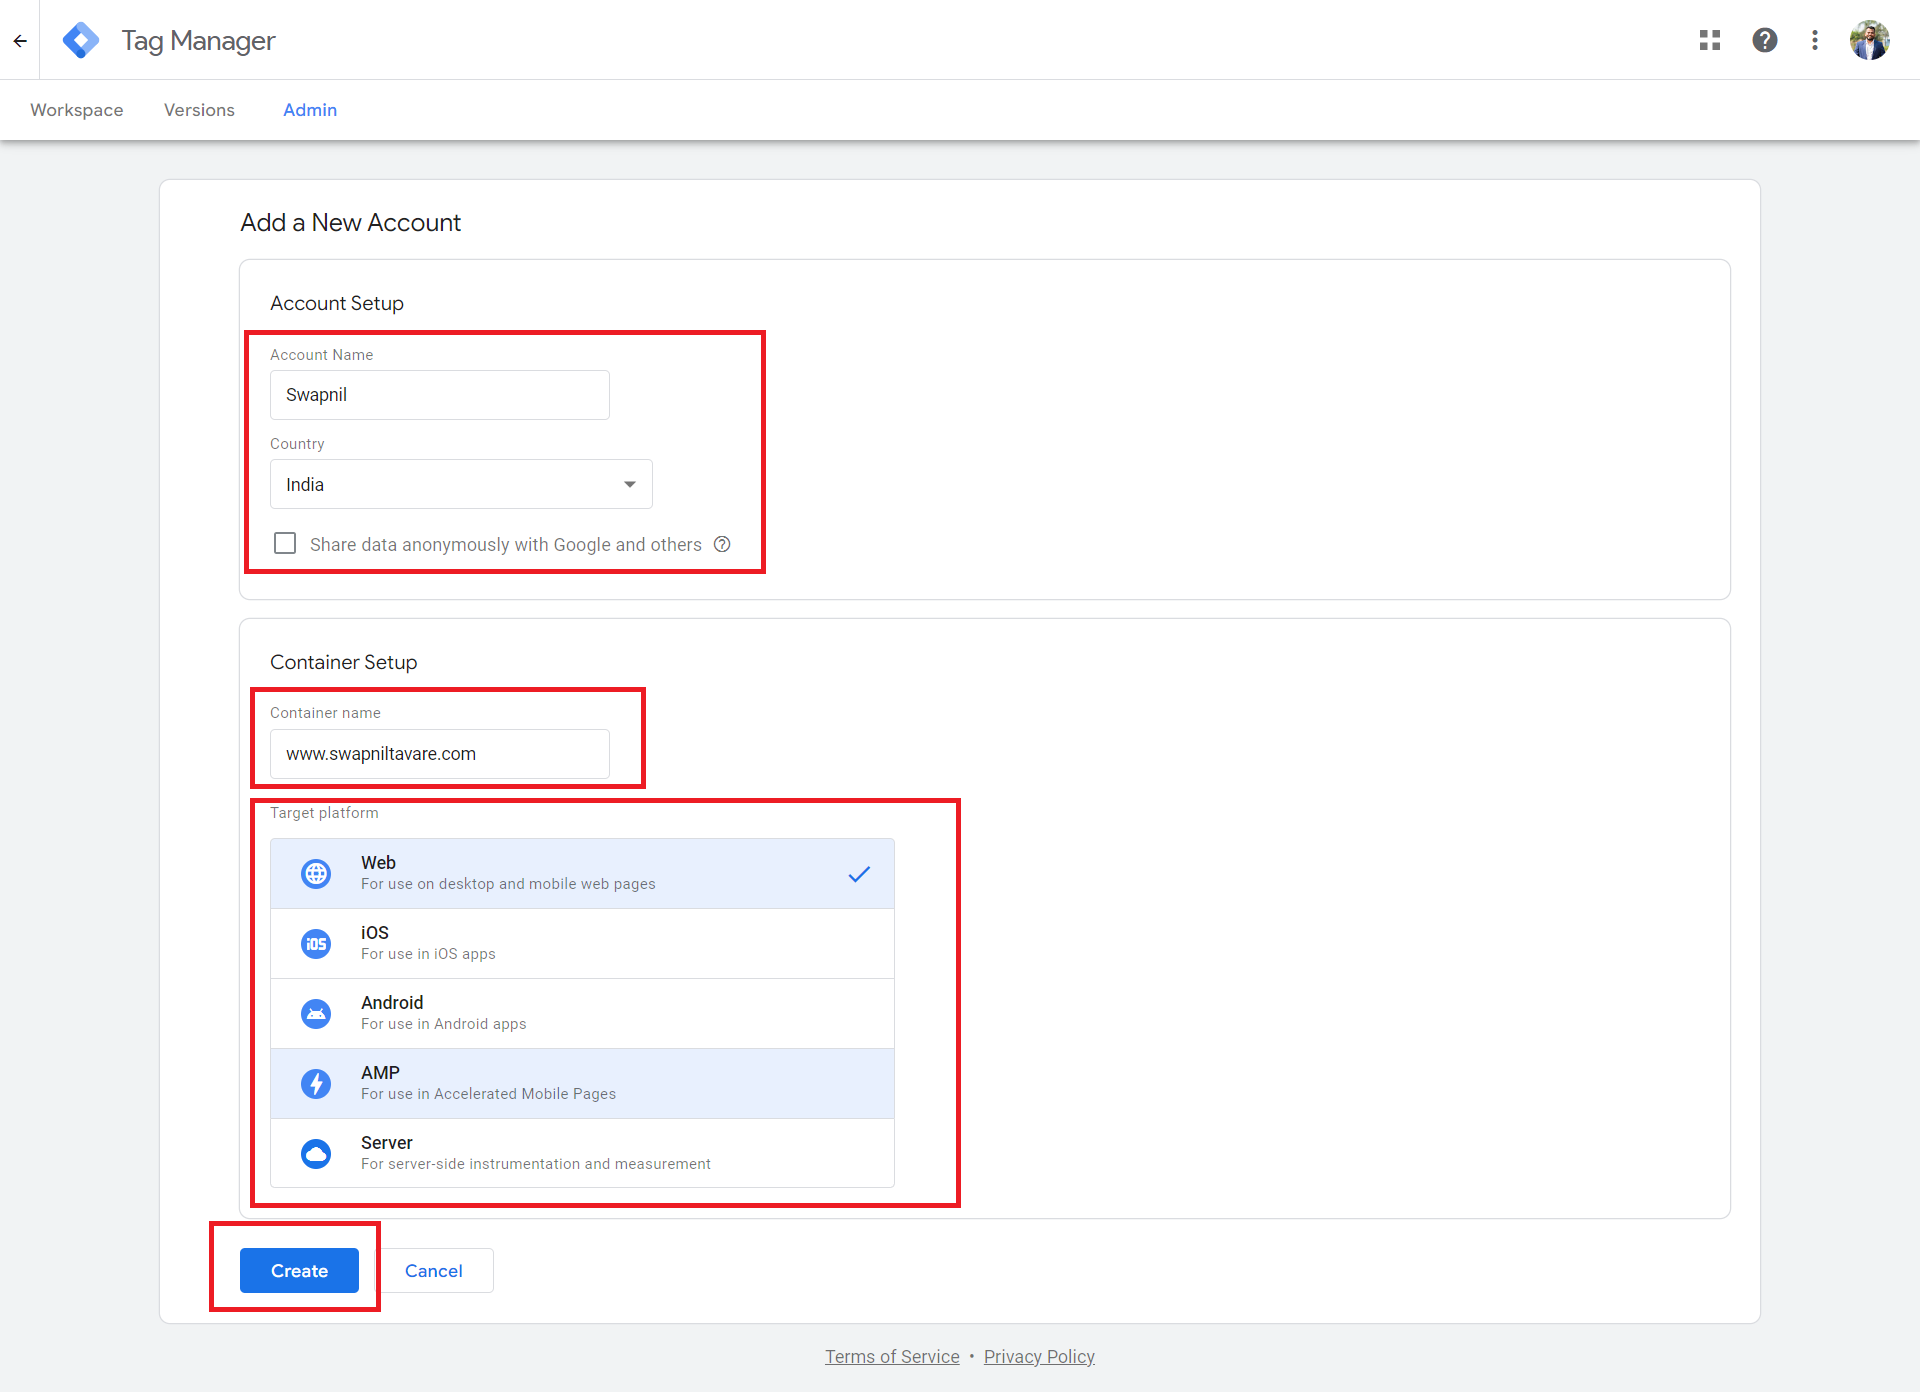 Tag Manager
Workspace Versions Admin
Add a New Account
Account Setup
Account Name
Swapnil
Country
India
Share data anonymously with Google and others
Container Setup
Container name
www.swapniltavare.com
Target platform
Web
For use on desktop and mobile web pages
iOS
iOS
For use in iOS apps
Android
For use in Android apps
AMP
For use in Accelerated Mobile Pages
Server
For server-side instrumentation and measurement
Create Cancel
Terms of Service • Privacy Policy